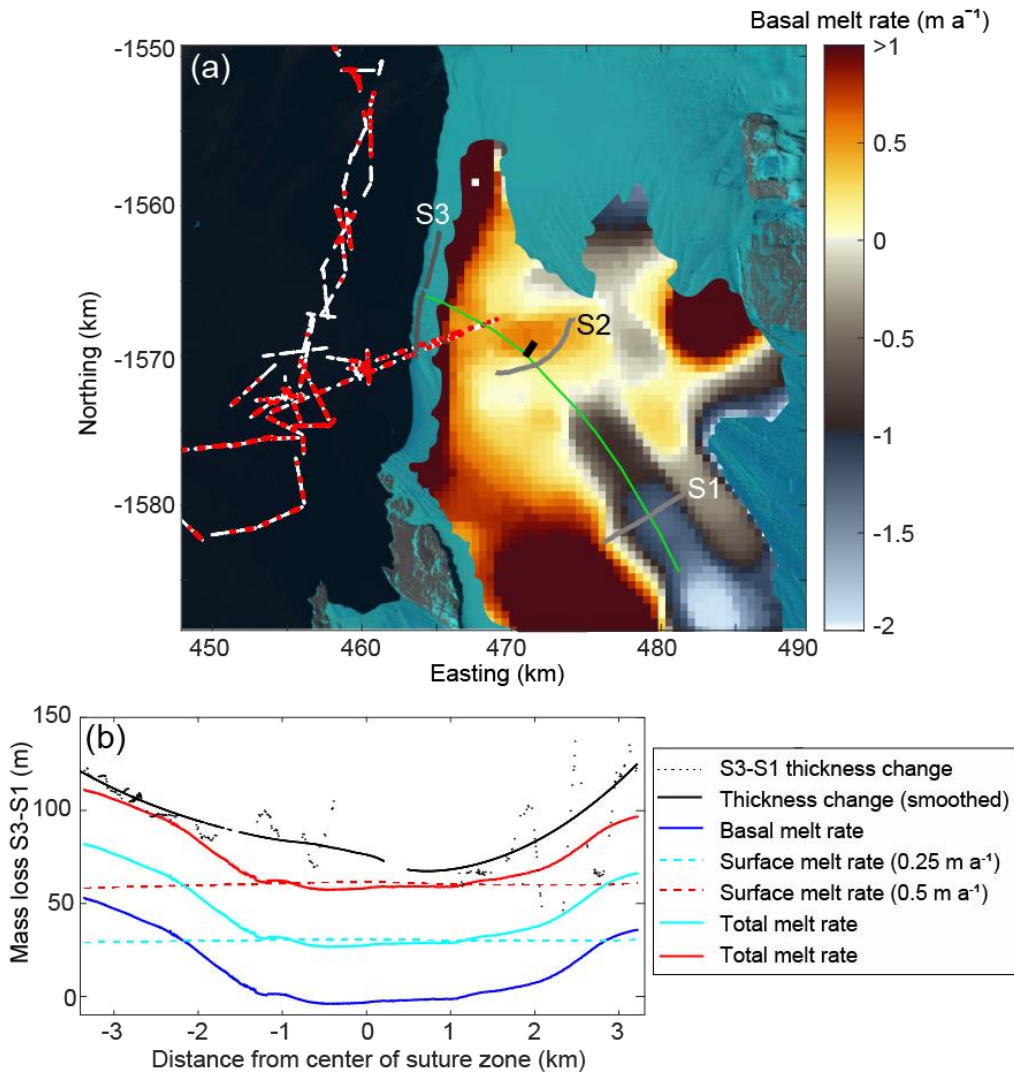 Basal melt rate (m a⁻¹)
(a)
-1550
-1560
-1570
-1580
Northing (km)
S3
S2
S1
>1
0.5
0
-0.5
-1
-1.5
-2
450
460
470
480
490
Easting (km)
(b)
150
100
50
0
Mass loss S3-S1 (m)
-3
-2
-1
0
1
2
3
Distance from center of suture zone (km)
S3-S1 thickness change
Thickness change (smoothed)
Basal melt rate
Surface melt rate (0.25 m a⁻¹)
Surface melt rate (0.5 m a⁻¹)
Total melt rate
Total melt rate